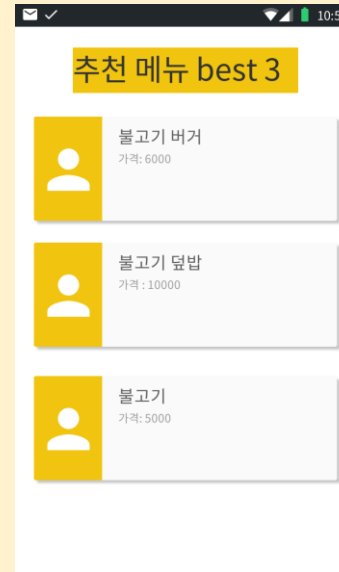 10:5
추천 메뉴 best 3
불고기 버거
가격: 6000
불고기 덮밥
가격 : 10000
불고기
가격: 5000